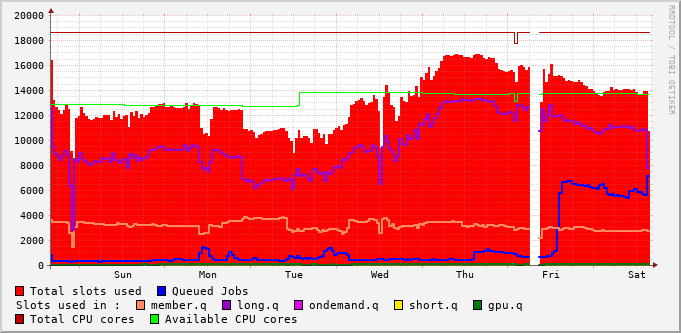 20000
18000
16000
14000
12000
10000
8000
6000
4000
2000
0
Sun Mon Tue Wed Thu Fri Sat
RRDTOOL / TOBI OETIKER
Total slots used Queued Jobs
Slots used in : member.q long.q ondemand.q short.q gpu.q
Total CPU cores Available CPU cores